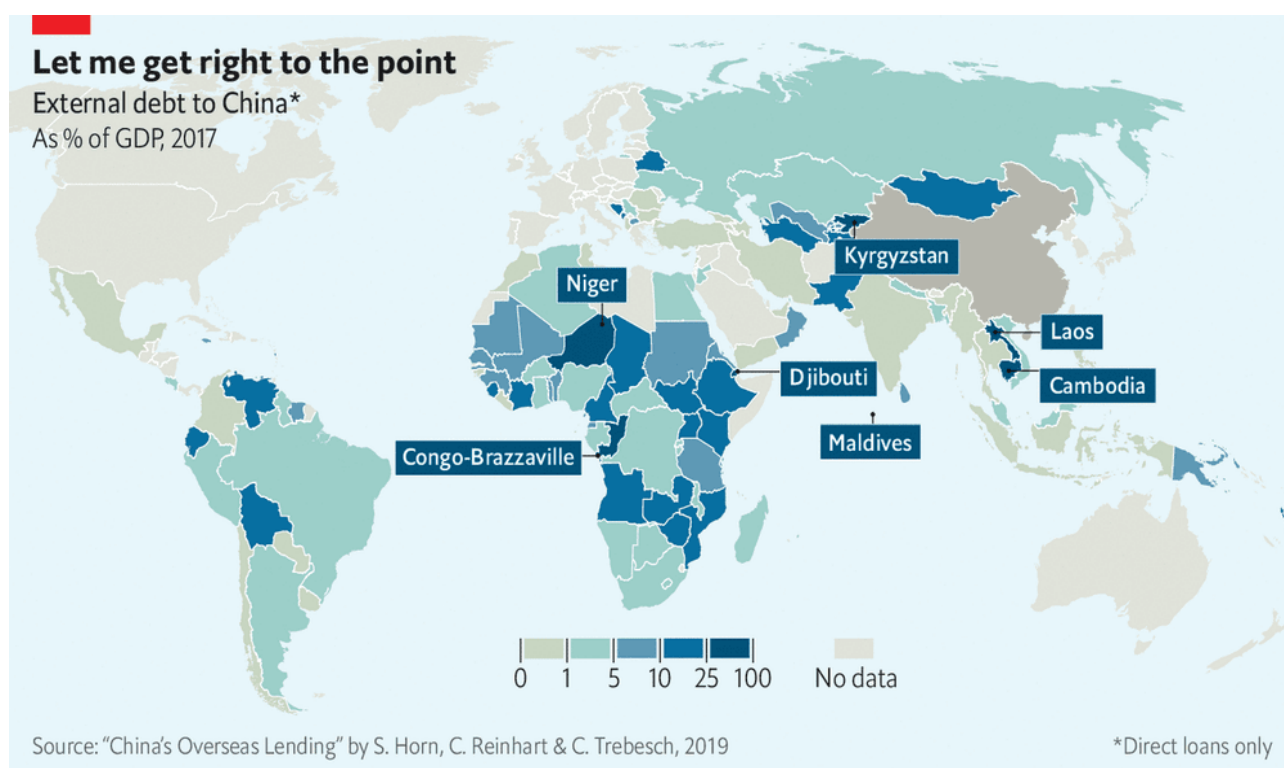 Let me get right to the point
External debt to China*
As % of GDP, 2017
Kyrgyzstan
Niger
Laos
Djibouti
Cambodia
Maldives
Congo-Brazzaville
0 1 5 10 25 100 No data
Source: “China’s Overseas Lending” by S. Horn, C. Reinhart & C. Trebesch, 2019
*Direct loans only